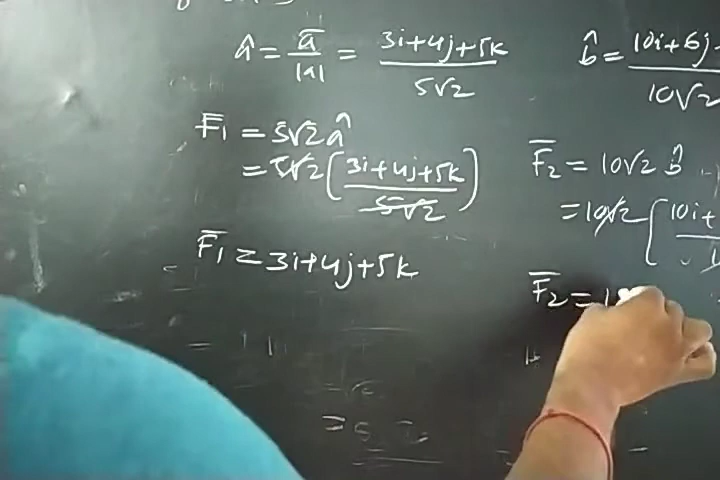 â = a̅ / |a| = 3i+4j+5k / 5√2
F̅₁ = 5√2 â
= 5√2 ( 3i+4j+5k / 5√2 )
F̅₁ = 3i+4j+5k
b̂ = 10i+6j / 10√2
F̅₂ = 10√2 b̂
= 10√2 [ 10i+
F̅₂ = 1